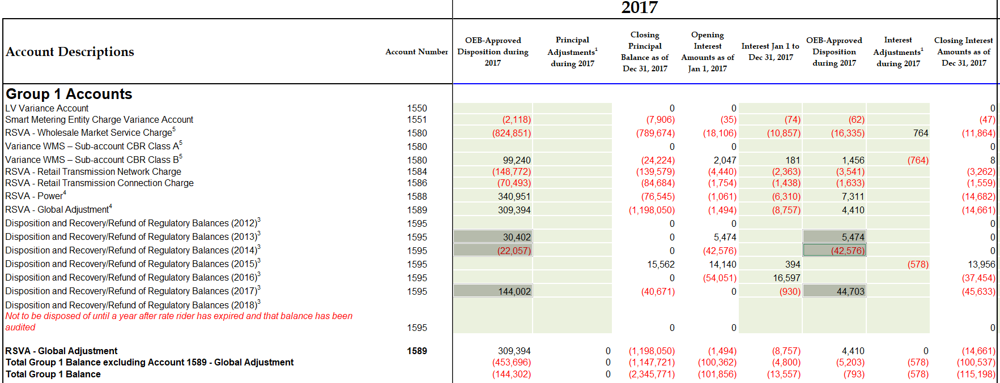 2017
Account Descriptions Account Number OEB-Approved Disposition during 2017 Principal Adjustments1 during 2017 Closing Principal Balance as of Dec 31, 2017 Opening Interest Amounts as of Jan 1, 2017 Interest Jan 1 to Dec 31, 2017 OEB-Approved Disposition during 2017 Interest Adjustments1 during 2017 Closing Interest Amounts as of Dec 31, 2017
Group 1 Accounts
LV Variance Account 1550 0 0 0
Smart Metering Entity Charge Variance Account 1551 (2,118) (7,906) (35) (74) (62) (47)
RSVA - Wholesale Market Service Charge5 1580 (824,851) (789,674) (18,106) (10,857) (16,335) 764 (11,864)
Variance WMS – Sub-account CBR Class A5 1580 0 0 0
Variance WMS – Sub-account CBR Class B5 1580 99,240 (24,224) 2,047 181 1,456 (764) 8
RSVA - Retail Transmission Network Charge 1584 (148,772) (139,579) (4,440) (2,363) (3,541) (3,262)
RSVA - Retail Transmission Connection Charge 1586 (70,493) (84,684) (1,754) (1,438) (1,633) (1,559)
RSVA - Power4 1588 340,951 (76,545) (1,061) (6,310) 7,311 (14,682)
RSVA - Global Adjustment4 1589 309,394 (1,198,050) (1,494) (8,757) 4,410 (14,661)
Disposition and Recovery/Refund of Regulatory Balances (2012)3 1595 0 0 0
Disposition and Recovery/Refund of Regulatory Balances (2013)3 1595 30,402 0 5,474 5,474 0
Disposition and Recovery/Refund of Regulatory Balances (2014)3 1595 (22,057) 0 (42,576) (42,576) 0
Disposition and Recovery/Refund of Regulatory Balances (2015)3 1595 15,562 14,140 394 (578) 13,956
Disposition and Recovery/Refund of Regulatory Balances (2016)3 1595 0 (54,051) 16,597 (37,454)
Disposition and Recovery/Refund of Regulatory Balances (2017)3 1595 144,002 (40,671) 0 (930) 44,703 (45,633)
Disposition and Recovery/Refund of Regulatory Balances (2018)3
Not to be disposed of until a year after rate rider has expired and that balance has been
audited 1595 0 0 0
RSVA - Global Adjustment 1589 309,394 0 (1,198,050) (1,494) (8,757) 4,410 0 (14,661)
Total Group 1 Balance excluding Account 1589 - Global Adjustment (453,696) 0 (1,147,721) (100,362) (4,800) (5,203) (578) (100,537)
Total Group 1 Balance (144,302) 0 (2,345,771) (101,856) (13,557) (793) (578) (115,198)